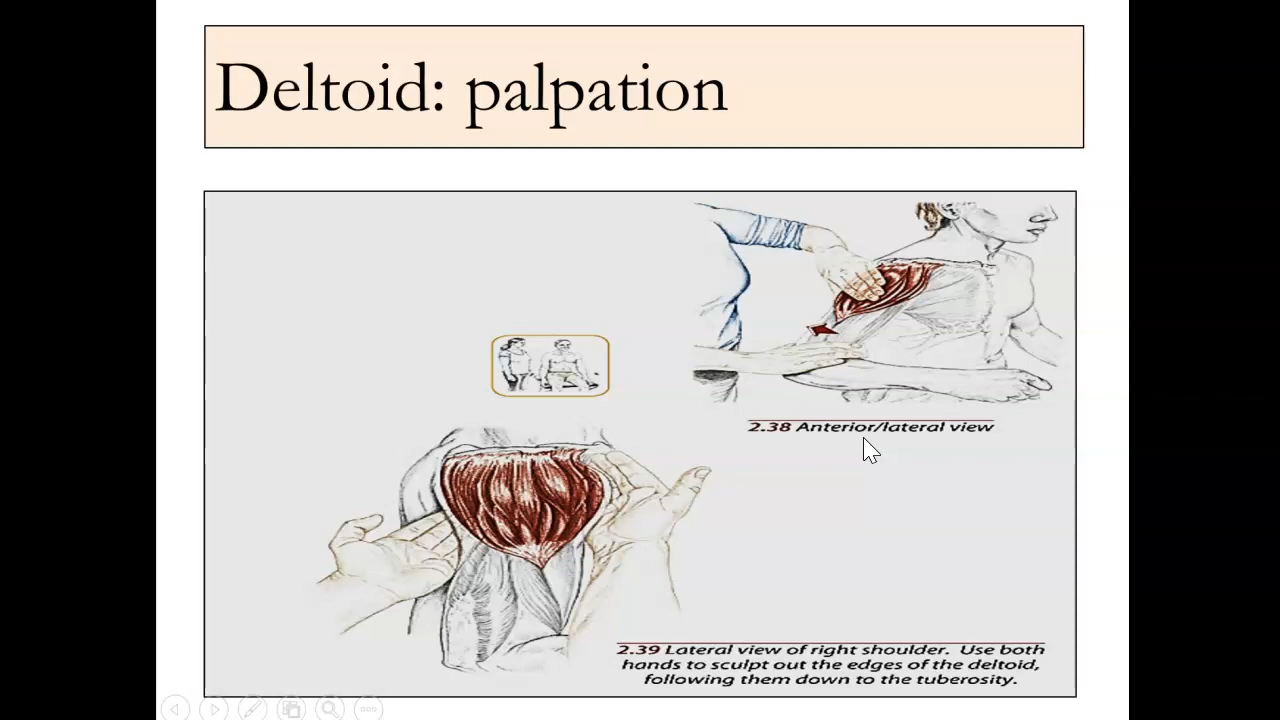 Deltoid: palpation
2.38 Anterior/lateral view
2.39 Lateral view of right shoulder. Use both
hands to sculpt out the edges of the deltoid,
following them down to the tuberosity.